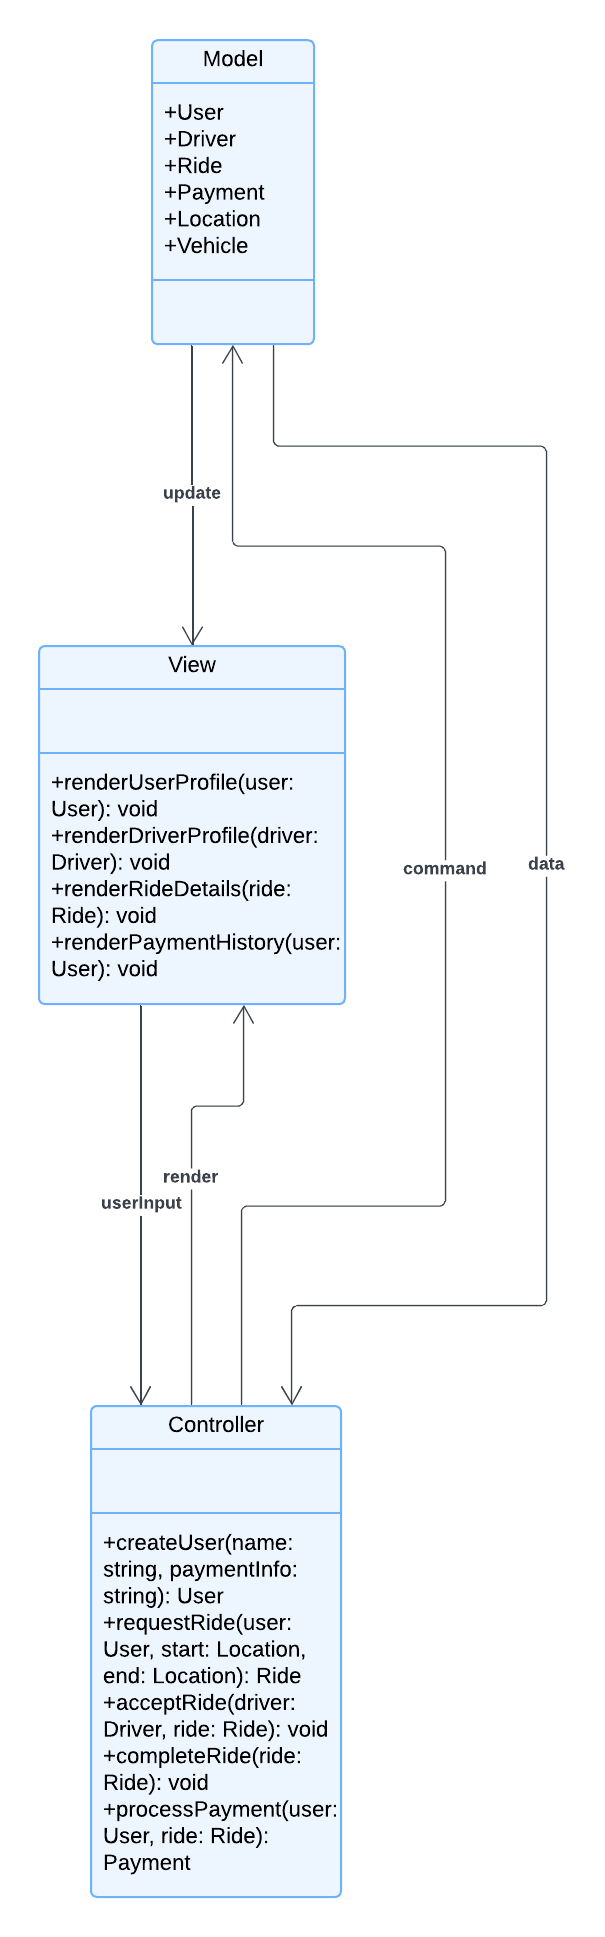 Model
+User
+Driver
+Ride
+Payment
+Location
+Vehicle
update
View
+renderUserProfile(user:
User): void
+renderDriverProfile(driver:
Driver): void
+renderRideDetails(ride:
Ride): void
+renderPaymentHistory(user:
User): void
command
data
render
userInput
Controller
+createUser(name:
string, paymentInfo:
string): User
+requestRide(user:
User, start: Location,
end: Location): Ride
+acceptRide(driver:
Driver, ride: Ride): void
+completeRide(ride:
Ride): void
+processPayment(user:
User, ride: Ride):
Payment